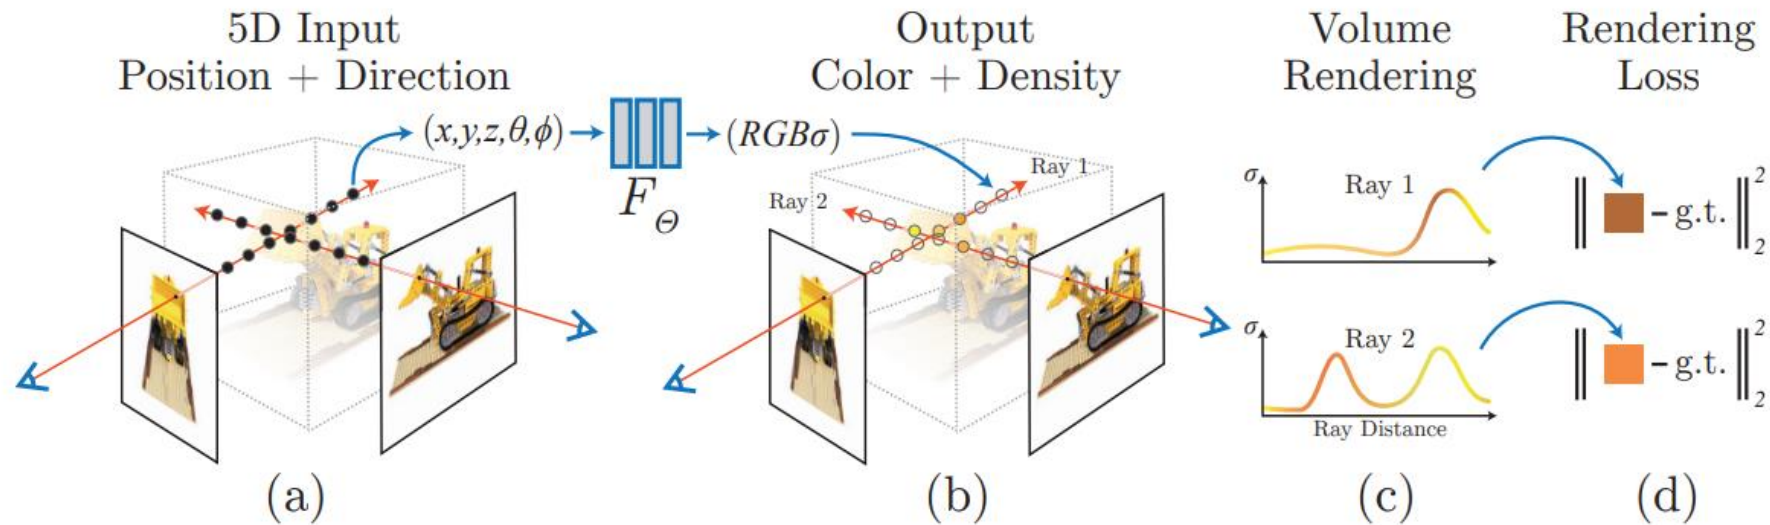 5D Input
Position + Direction
Output
Color + Density
Volume
Rendering
Rendering
Loss
(x,y,z,θ,ϕ)
F_Θ
(RGBσ)
Ray 1
Ray 2
σ
Ray 1
‖ – g.t. ‖²₂
σ
Ray 2
Ray Distance
‖ – g.t. ‖²₂
(a)
(b)
(c)
(d)